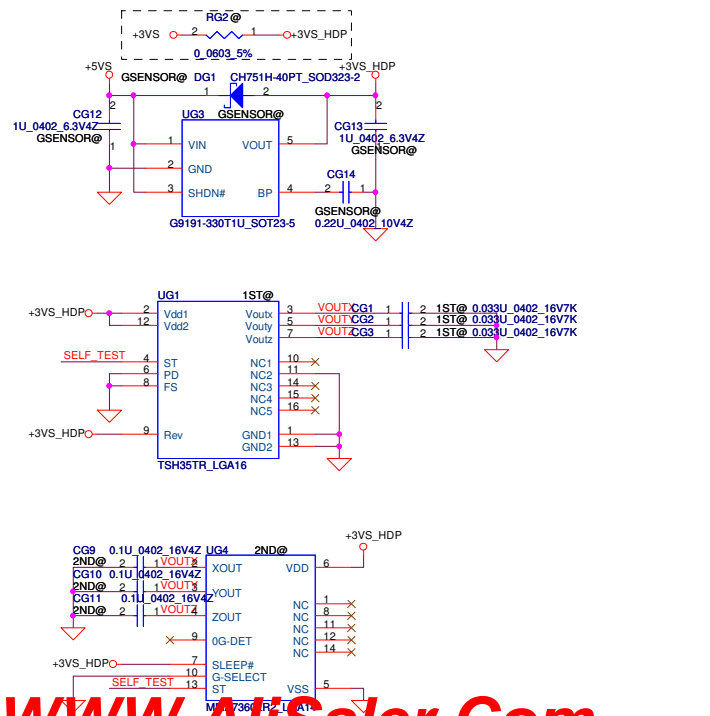 RG2 @
+3VS 2 1 +3VS_HDP
0_0603_5%
+5VS GSENSOR@ DG1 CH751H-40PT_SOD323-2 +3VS_HDP
1 2
GSENSOR@
2 CG12 1U_0402_6.3V4Z GSENSOR@ 1
UG3
1 VIN VOUT 5
2 GND
3 SHDN# BP 4
G9191-330T1U_SOT23-5
2 CG13 1U_0402_6.3V4Z GSENSOR@ 1
CG14
2 1
GSENSOR@
0.22U_0402_10V4Z
UG1 1ST@
+3VS_HDP 2 Vdd1 Voutx 3 VOUTX CG1 1 2 1ST@ 0.033U_0402_16V7K
12 Vdd2 Vouty 5 VOUTY CG2 1 2 1ST@ 0.033U_0402_16V7K
Voutz 7 VOUTZ CG3 1 2 1ST@ 0.033U_0402_16V7K
SELF_TEST 4 ST NC1 10
6 PD NC2 11
8 FS NC3 14
NC4 15
NC5 16
+3VS_HDP 9 Rev GND1 1
GND2 13
TSH35TR_LGA16
+3VS_HDP
CG9 0.1U_0402_16V4Z UG4 2ND@
2ND@ 2 1 VOUTX 2 XOUT VDD 6
CG10 0.1U_0402_16V4Z
2ND@ 2 1 VOUTY 3 YOUT NC 1
CG11 0.1U_0402_16V4Z NC 8
2ND@ 2 1 VOUTZ 4 ZOUT NC 11
9 0G-DET NC 12
NC 14
+3VS_HDP 7 SLEEP#
10 G-SELECT
SELF_TEST 13 ST VSS 5